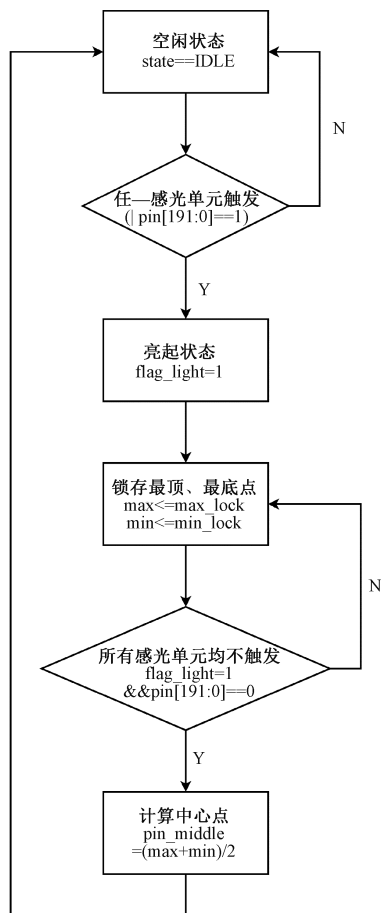 空闲状态
state==IDLE
N
任一感光单元触发
(| pin[191:0]==1)
Y
亮起状态
flag_light=1
锁存最顶、最底点
max<=max_lock
min<=min_lock
N
所有感光单元均不触发
flag_light=1
&&pin[191:0]==0
Y
计算中心点
pin_middle
=(max+min)/2